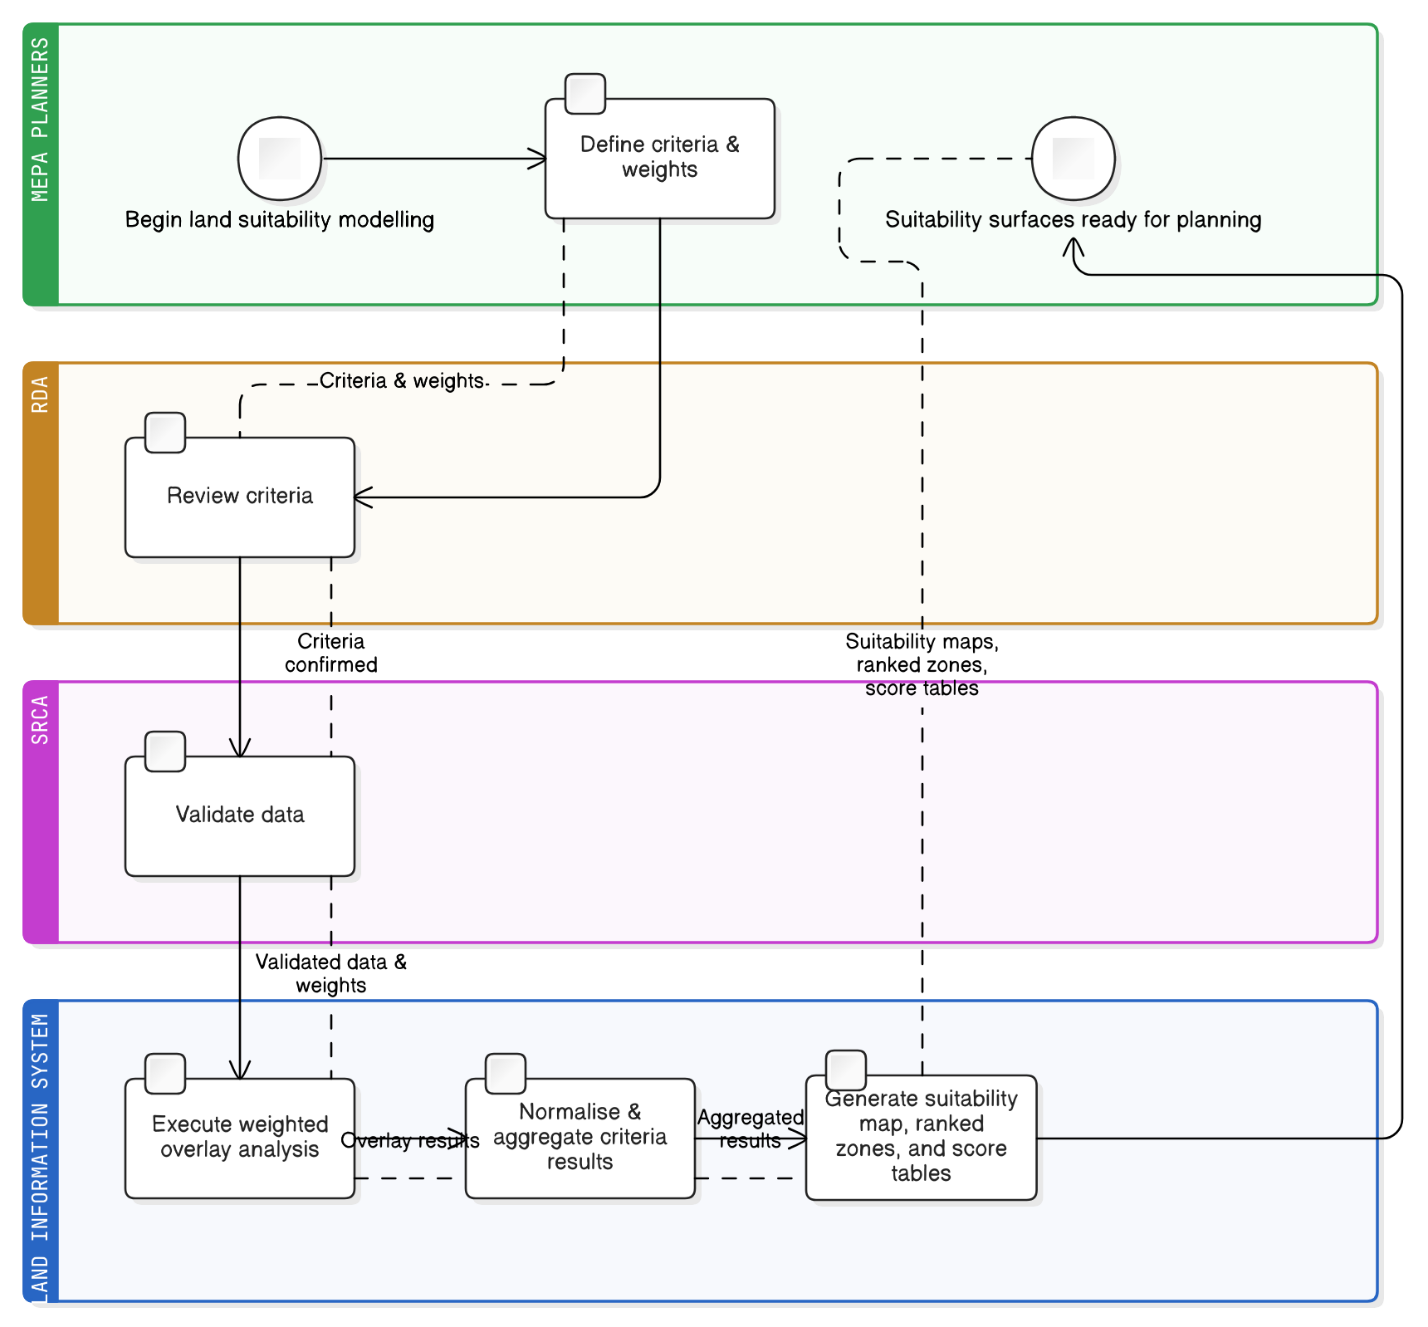 MEPA PLANNERS
Define criteria &
weights
Begin land suitability modelling
Suitability surfaces ready for planning
RDA
Criteria & weights
Review criteria
Criteria
confirmed
Suitability maps,
ranked zones,
score tables
SRCA
Validate data
Validated data &
weights
LAND INFORMATION SYSTEM
Execute weighted
overlay analysis
Overlay results
Normalise &
aggregate criteria
results
Aggregated
results
Generate suitability
map, ranked
zones, and score
tables